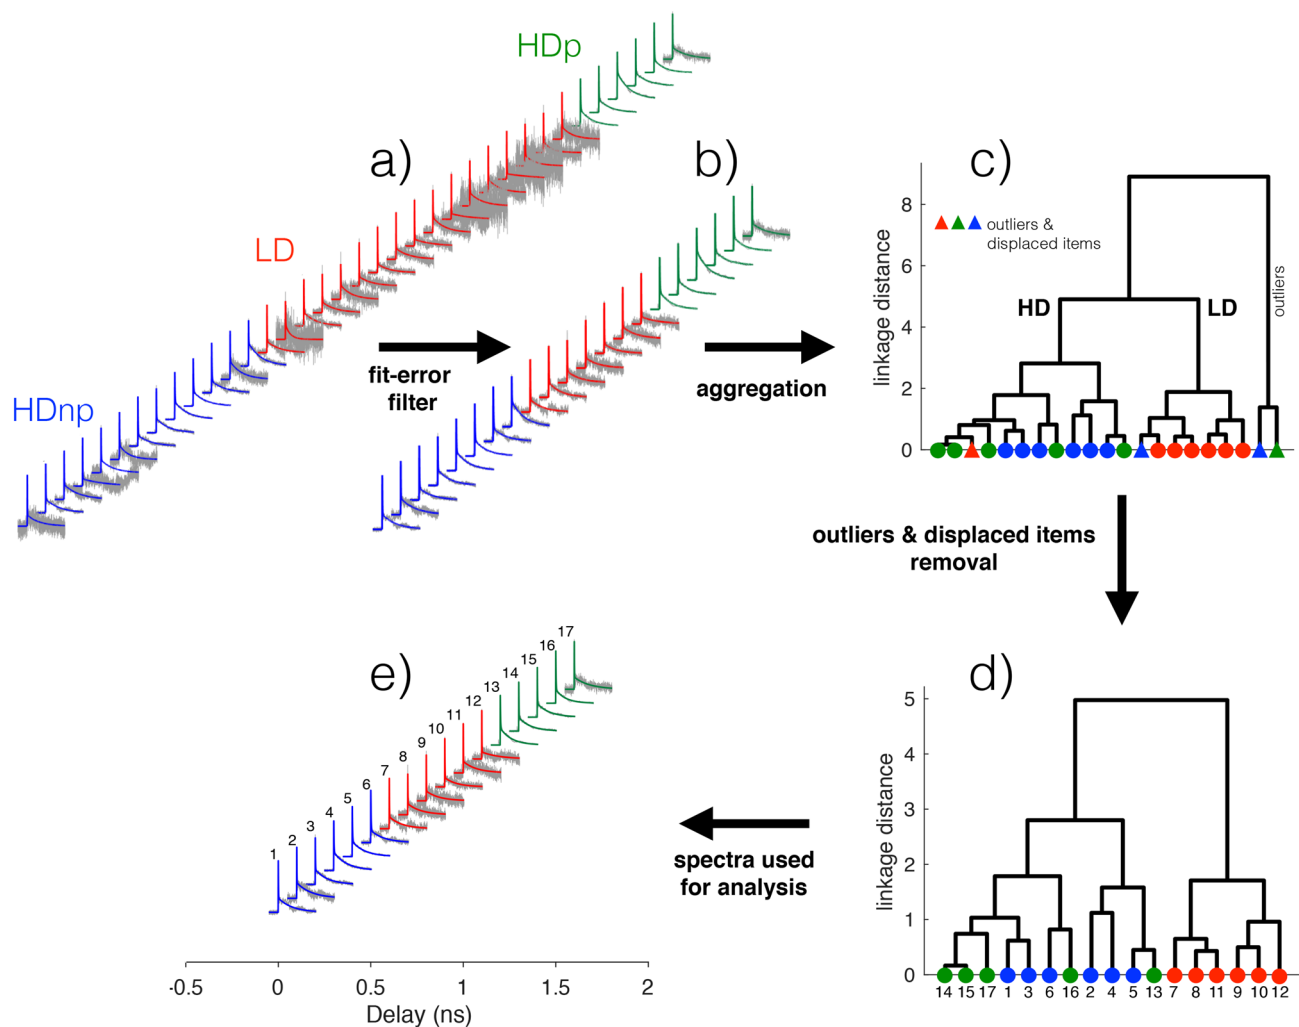 HDp
a)
b)
c)
LD
HDnp
fit-error
filter
aggregation
linkage distance
8
6
4
2
0
outliers &
displaced items
HD
LD
outliers
outliers & displaced items
removal
d)
linkage distance
5
4
3
2
1
0
14 15 17 1 3 6 16 2 4 5 13 7 8 11 9 10 12
spectra used
for analysis
e)
1
2
3
4
5
6
7
8
9
10
11
12
13
14
15
16
17
-0.5 0 0.5 1 1.5 2
Delay (ns)